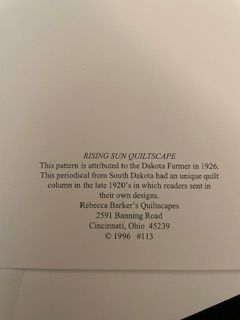 RISING SUN QUILTSCAPE
This pattern is attributed to the Dakota Farmer in 1926.
This periodical from South Dakota had an unique quilt
column in the late 1920's in which readers sent in
their own designs.
Rebecca Barker's Quiltscapes
2591 Banning Road
Cincinnati, Ohio 45239
© 1996 #113